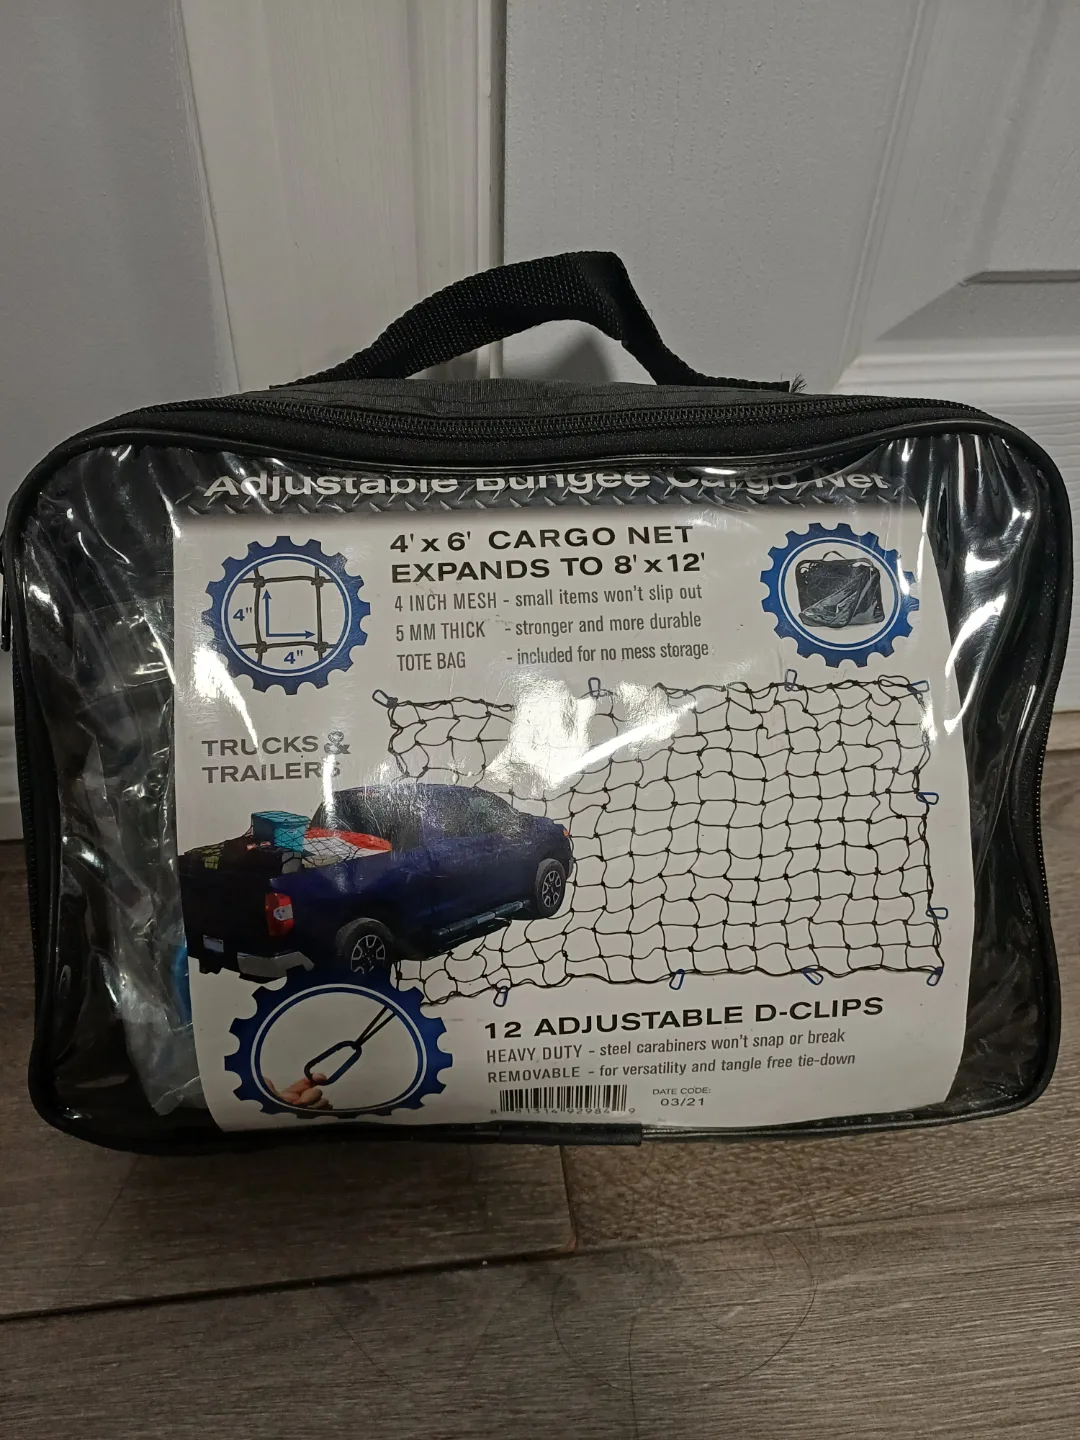 Adjustable Bungee Cargo Net
4' x 6' CARGO NET
EXPANDS TO 8' x 12'
4 INCH MESH - small items won't slip out
5 MM THICK - stronger and more durable
TOTE BAG - included for no mess storage
4"
4"
TRUCKS &
TRAILERS
12 ADJUSTABLE D-CLIPS
HEAVY DUTY - steel carabiners won't snap or break
REMOVABLE - for versatility and tangle free tie-down
DATE CODE:
03/21